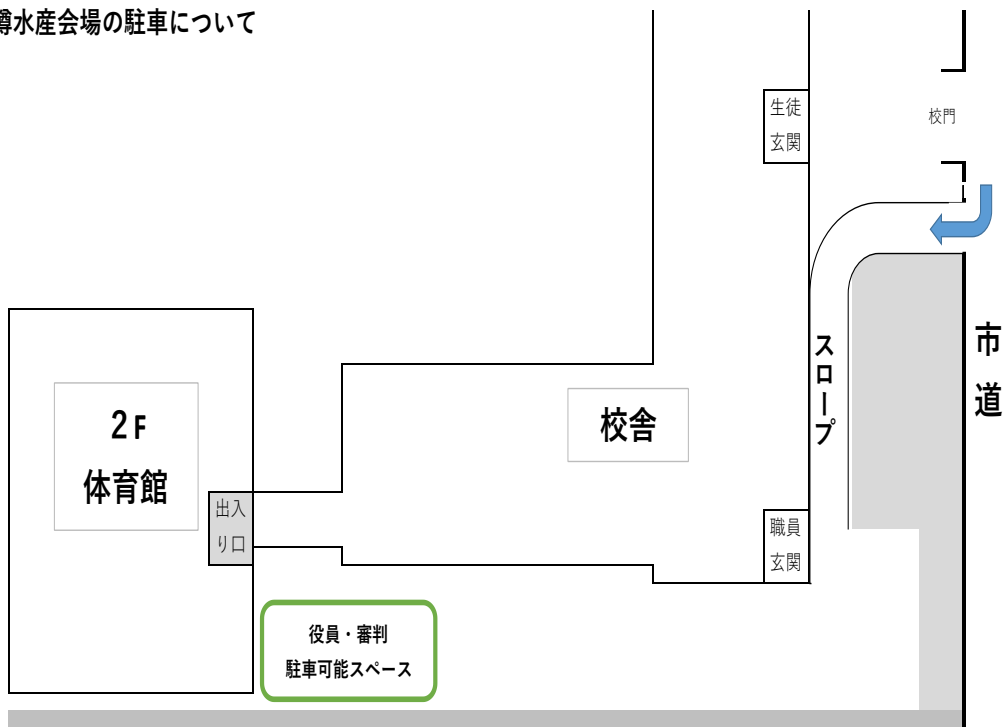 樽水産会場の駐車について
生徒
玄関
校門
市道
スロープ
2F
体育館
校舎
出入
り口
職員
玄関
役員・審判
駐車可能スペース